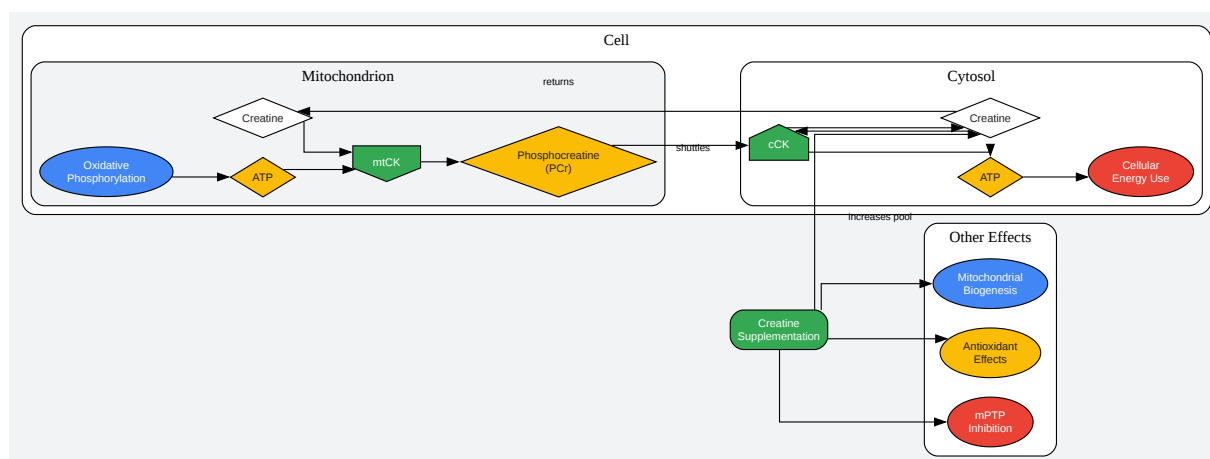 Cell
Mitochondrion
Cytosol
returns
Creatine
Creatine
mtCK
Phosphocreatine
(PCr)
shuttles
cCK
Oxidative
Phosphorylation
ATP
ATP
Cellular
Energy Use
increases pool
Other Effects
Mitochondrial
Biogenesis
Creatine
Supplementation
Antioxidant
Effects
mPTP
Inhibition